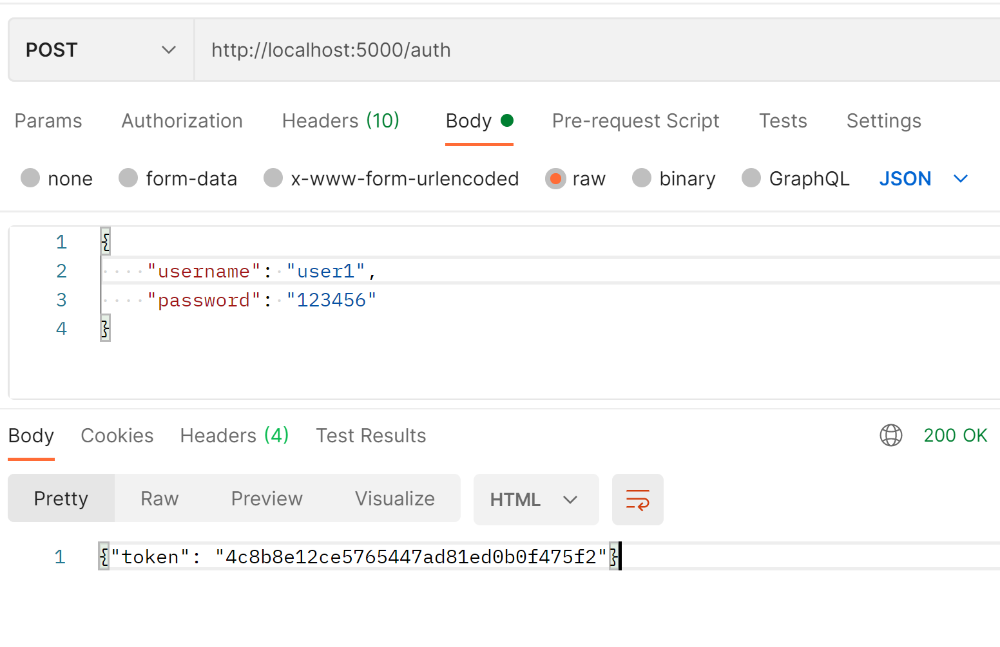 POST http://localhost:5000/auth
Params Authorization Headers (10) Body Pre-request Script Tests Settings
none form-data x-www-form-urlencoded raw binary GraphQL JSON
1 {
2 "username": "user1",
3 "password": "123456"
4 }
Body Cookies Headers (4) Test Results 200 OK
Pretty Raw Preview Visualize HTML
1 {"token": "4c8b8e12ce5765447ad81ed0b0f475f2"}